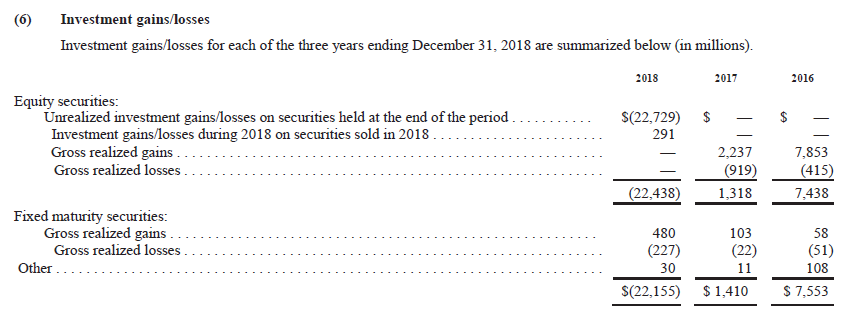 (6) Investment gains/losses
Investment gains/losses for each of the three years ending December 31, 2018 are summarized below (in millions).
2018 2017 2016
Equity securities:
Unrealized investment gains/losses on securities held at the end of the period . . . . . . . . . . . $(22,729) $ — $ —
Investment gains/losses during 2018 on securities sold in 2018 . . . . . . . . . . . . . . . . . . . . . . . 291 — —
Gross realized gains . . . . . . . . . . . . . . . . . . . . . . . . . . . . . . . . . . . . . . . . . . . . . . . . . . . . . . . . . . — 2,237 7,853
Gross realized losses . . . . . . . . . . . . . . . . . . . . . . . . . . . . . . . . . . . . . . . . . . . . . . . . . . . . . . . . . — (919) (415)
(22,438) 1,318 7,438
Fixed maturity securities:
Gross realized gains . . . . . . . . . . . . . . . . . . . . . . . . . . . . . . . . . . . . . . . . . . . . . . . . . . . . . . . . . . 480 103 58
Gross realized losses . . . . . . . . . . . . . . . . . . . . . . . . . . . . . . . . . . . . . . . . . . . . . . . . . . . . . . . . . (227) (22) (51)
Other . . . . . . . . . . . . . . . . . . . . . . . . . . . . . . . . . . . . . . . . . . . . . . . . . . . . . . . . . . . . . . . . . . . . . . . 30 11 108
$(22,155) $ 1,410 $ 7,553